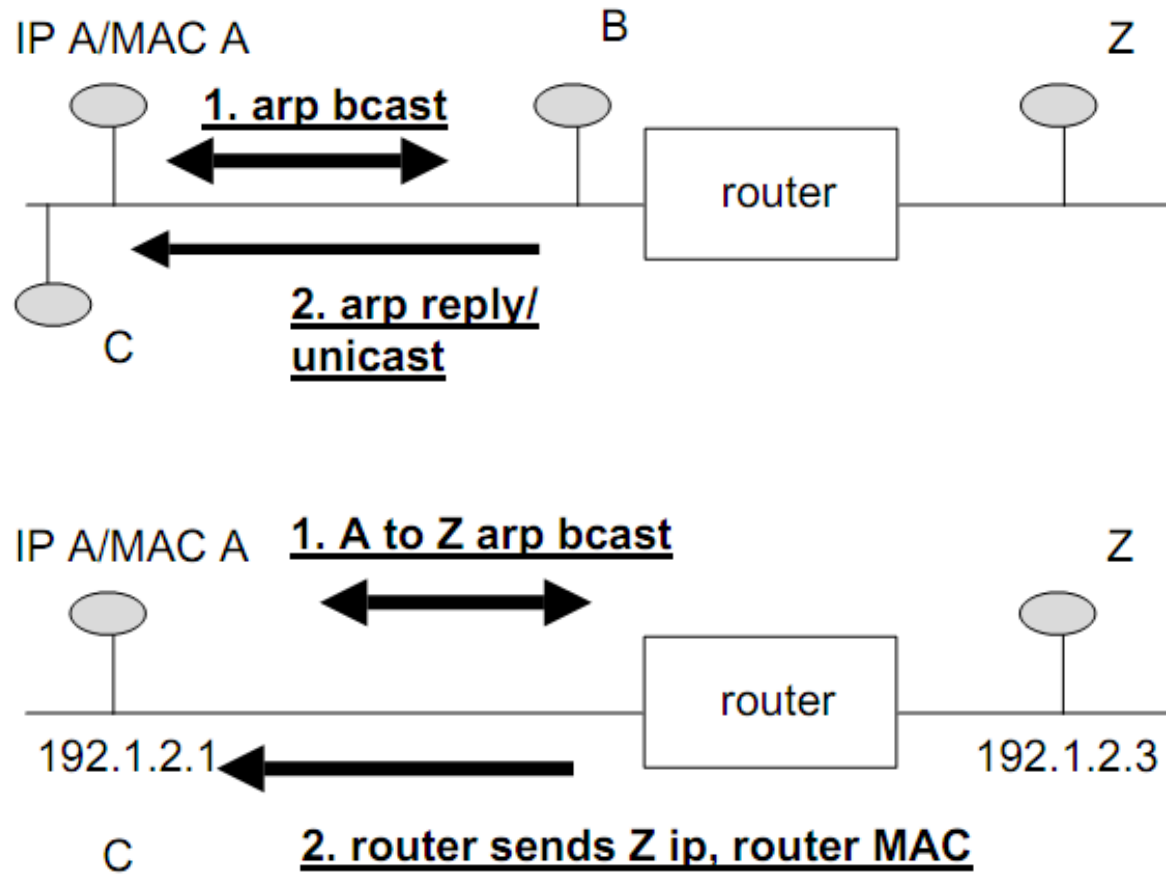 IP A/MAC A
B
Z
1. arp bcast
router
2. arp reply/
unicast
C
IP A/MAC A
1. A to Z arp bcast
Z
router
192.1.2.1
192.1.2.3
C
2. router sends Z ip, router MAC